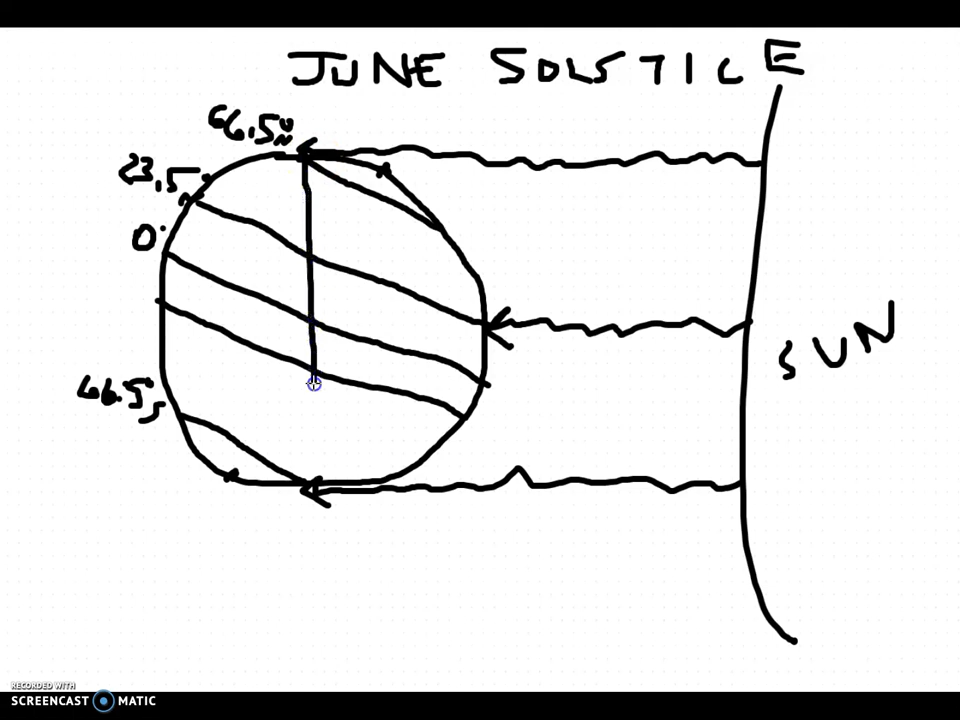 JUNE SOLSTICE
66.5° N
23.5 N
0°
66.5° S
SUN
RECORDED WITH
SCREENCAST MATIC